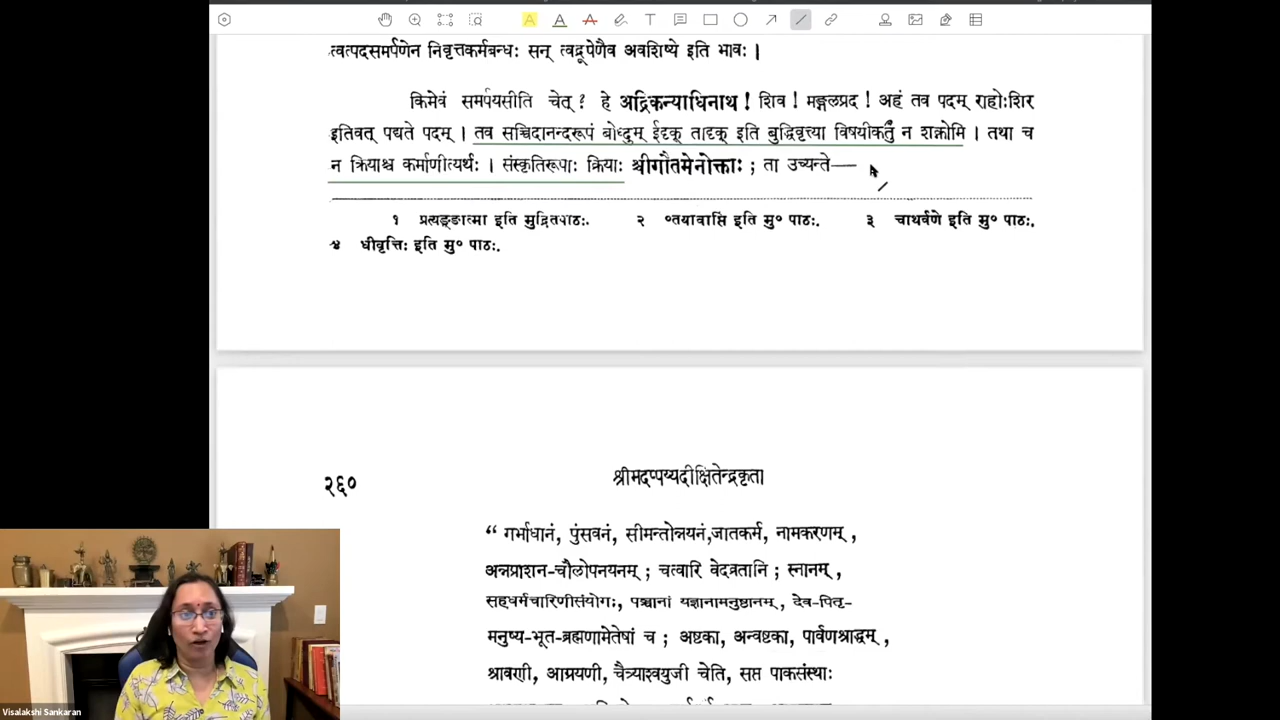 त्वत्पदसमर्पणेन निवृत्तकर्मबन्धः सन् त्वद्रूपेणैव अवशिष्ये इति भावः।
किमेवं समर्पयसीति चेत् ? हे अद्रिकन्याधिनाथ ! शिव ! मङ्गलप्रद ! अहं तव पदम् राहोःशिर
इतिवत् पद्यते पदम् । तव सच्चिदानन्दरूपं बोद्धुम् ईदृक् तादृक् इति बुद्धिवृत्त्या विषयीकर्तुं न शक्नोमि । तथा च
न क्रियाश्च कर्माणीत्यर्थः । संस्कृतिरूपाः क्रियाः श्रीगौतमेनोक्ताः ; ता उच्यन्ते—
१ प्रत्यङ्ङात्मा इति मुद्रितपाठः. २ ०तयावाप्तिं इति मु० पाठः. ३ चाथर्वणे इति मु० पाठः.
४ धीवृत्तिः इति मु० पाठः.
२६० श्रीमदप्पय्यदीक्षितेन्द्रकृता
“ गर्भाधानं, पुंसवनं, सीमन्तोन्नयनं,जातकर्म, नामकरणम् ,
अन्नप्राशन-चौलोपनयनम् ; चत्वारि वेदव्रतानि ; स्नानम् ,
सहधर्मचारिणीसंयोगः, पञ्चानां यज्ञानामनुष्ठानम् , देव-पितृ-
मनुष्य-भूत-ब्रह्मणामेतेषां च ; अष्टका, अन्वष्टका, पार्वणश्राद्धम् ,
श्रावणी, आग्रयणी, चैत्र्याश्वयुजी चेति, सप्त पाकसंस्थाः
Visalakshi Sankaran